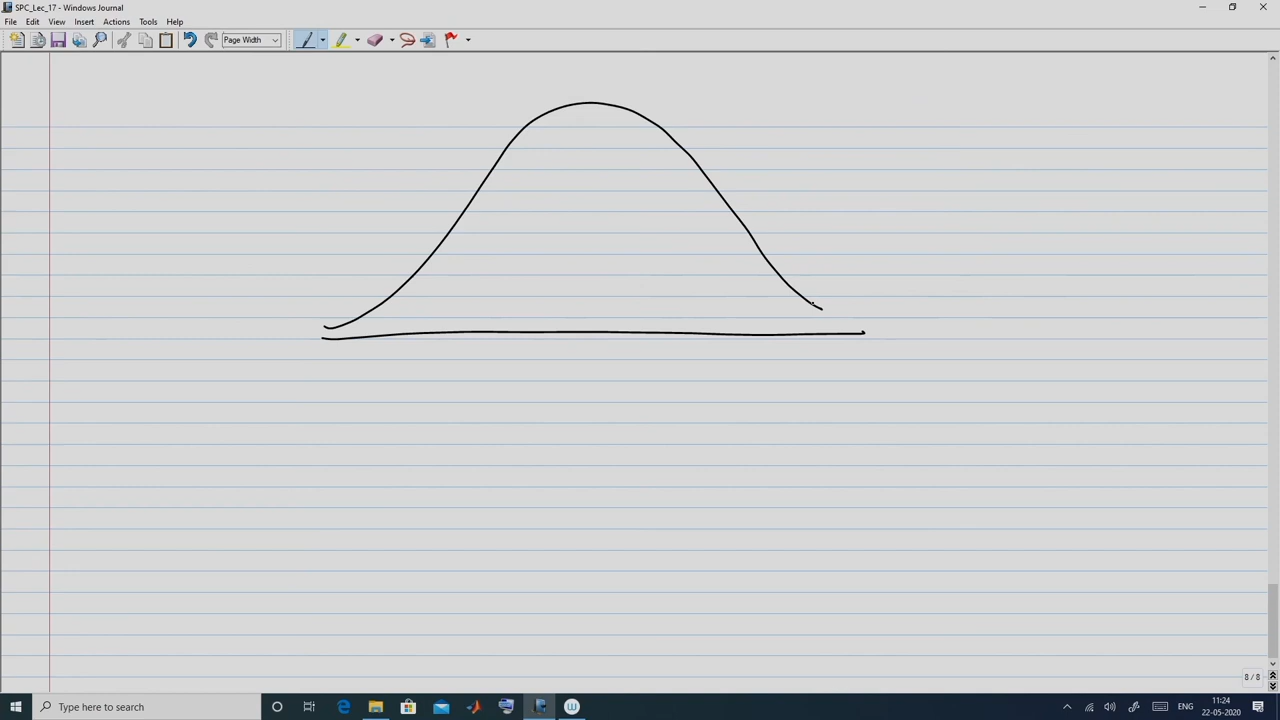 SPC_Lec_17 - Windows Journal
File Edit View Insert Actions Tools Help
Page Width
8 / 8
Type here to search
ENG
11:24
22-05-2020